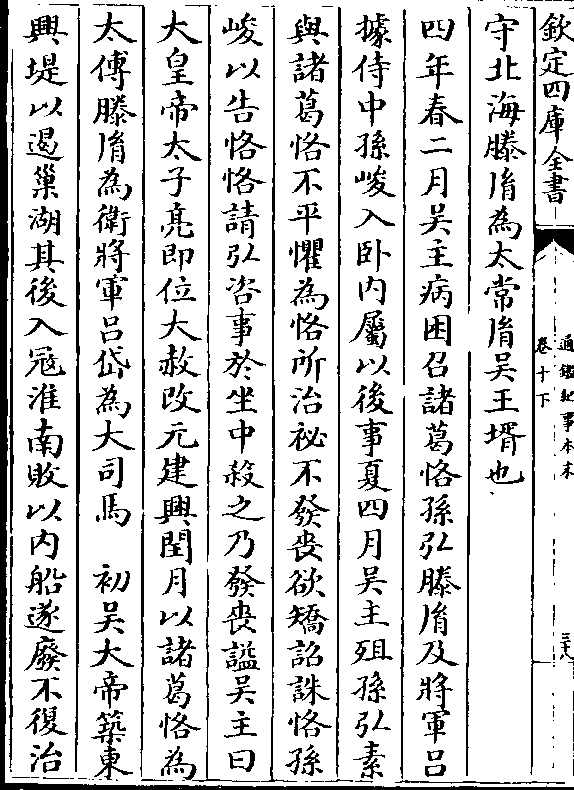 欽定四庫全書
通鑑紀事本末
卷十下
三十八
守北海滕胤為太常胤吳王壻也
四年春二月吳主病困召諸葛恪孫弘滕胤及將軍呂
據侍中孫峻入卧内屬以後事夏四月吳主殂孫弘素
與諸葛恪不平懼為恪所治祕不發喪欲矯詔誅恪孫
峻以告恪恪請弘咨事於坐中殺之乃發喪諡吳主曰
大皇帝太子亮即位大赦改元建興閏月以諸葛恪為
太傅滕胤為衛將軍呂岱為大司馬　初吳大帝築東
興堤以遏巢湖其後入寇淮南敗以内船遂廢不復治